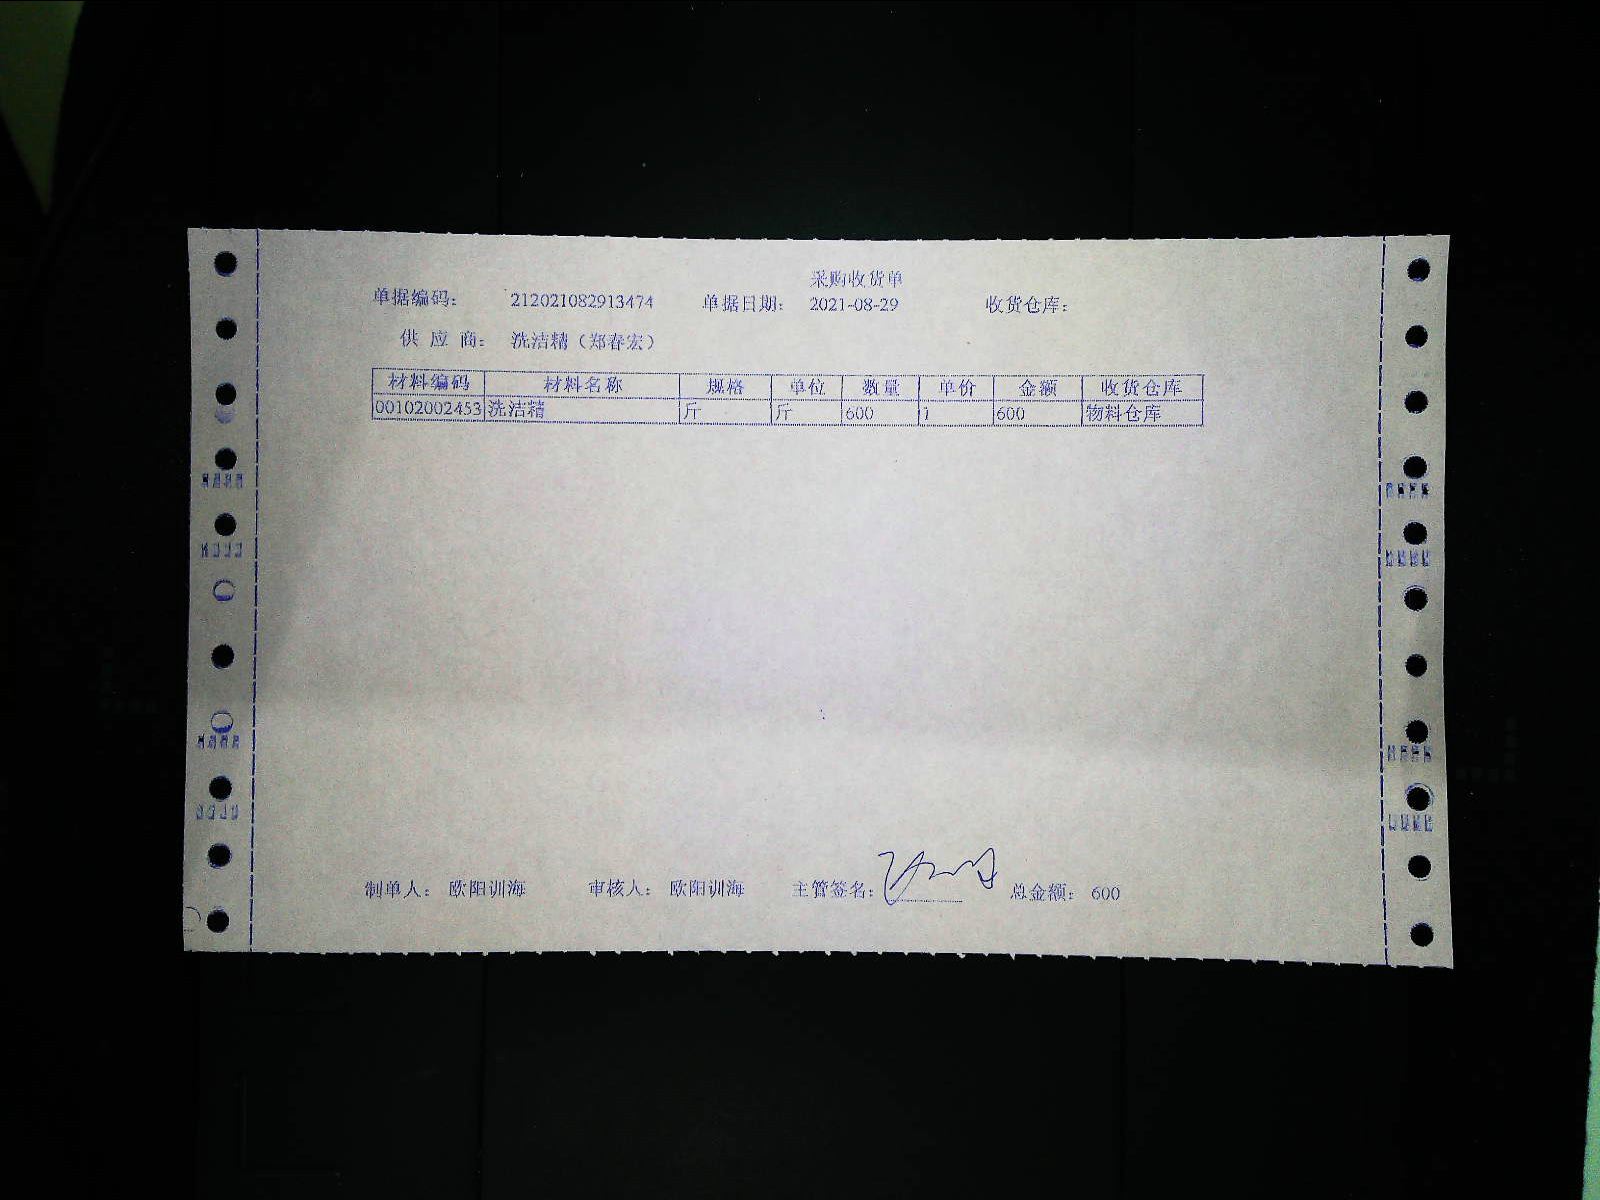 采购收货单
单据编码： 212021082913474 单据日期： 2021-08-29 收货仓库：
供 应 商： 洗洁精（郑春宏）
材料编码 材料名称 规格 单位 数量 单价 金额 收货仓库
00102002453 洗洁精 斤 斤 600 1 600 物料仓库
制单人： 欧阳训海 审核人： 欧阳训海 主管签名： 总金额： 600